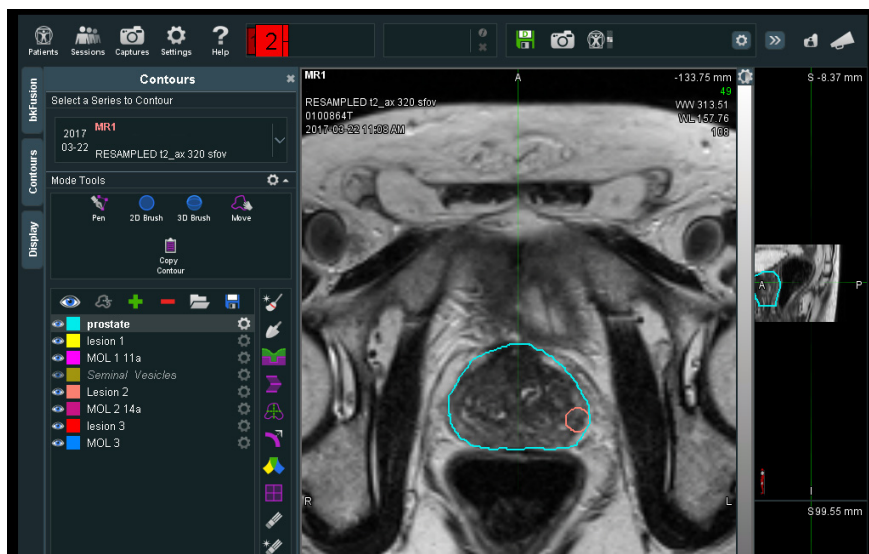 Patients
Sessions
Captures
Settings
Help
2
bkFusion
Contours
Display
Contours
Select a Series to Contour
2017
03-22
MR1
RESAMPLED t2_ax 320 sfov
Mode Tools
Pen
2D Brush
3D Brush
Move
Copy
Contour
prostate
lesion 1
MOL 1 11a
Seminal Vesicles
Lesion 2
MOL 2 14a
lesion 3
MOL 3
MR1
RESAMPLED t2_ax 320 sfov
0100864T
2017-03-22 11:08 AM
A
-133.75 mm
49
WW 313.51
WL 157.76
108
R
L
S -8.37 mm
A
P
I
S99.55 mm